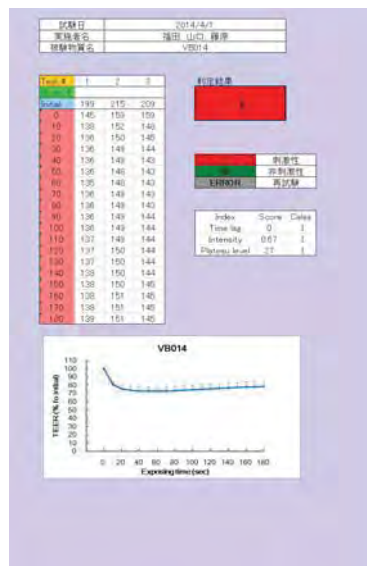 試験日 2014/4/1
実施者名 福田 山口 篠原
被験物質名 VB014
Test # 1 2 3
判定結果
Initial 199 215 209
0 145 159 159
10 138 152 148
20 136 150 145
30 136 149 144
40 136 149 143
50 136 148 143
60 135 148 143
70 136 149 143
80 136 149 143
90 136 149 144
100 136 149 144
110 137 149 144
120 137 150 144
130 137 150 144
140 138 150 144
150 138 150 145
160 138 151 145
170 138 151 145
刺激性
非刺激性
ERROR 再試験
Index Score Calss
Time lag 0 1
Intensity 0.67 1
Plateau level 27 1
VB014
TEER (% to initial)
110
100
90
80
70
60
50
40
30
20
10
0
0 20 40 60 80 100 120 140 160 180
Exposing time (sec)